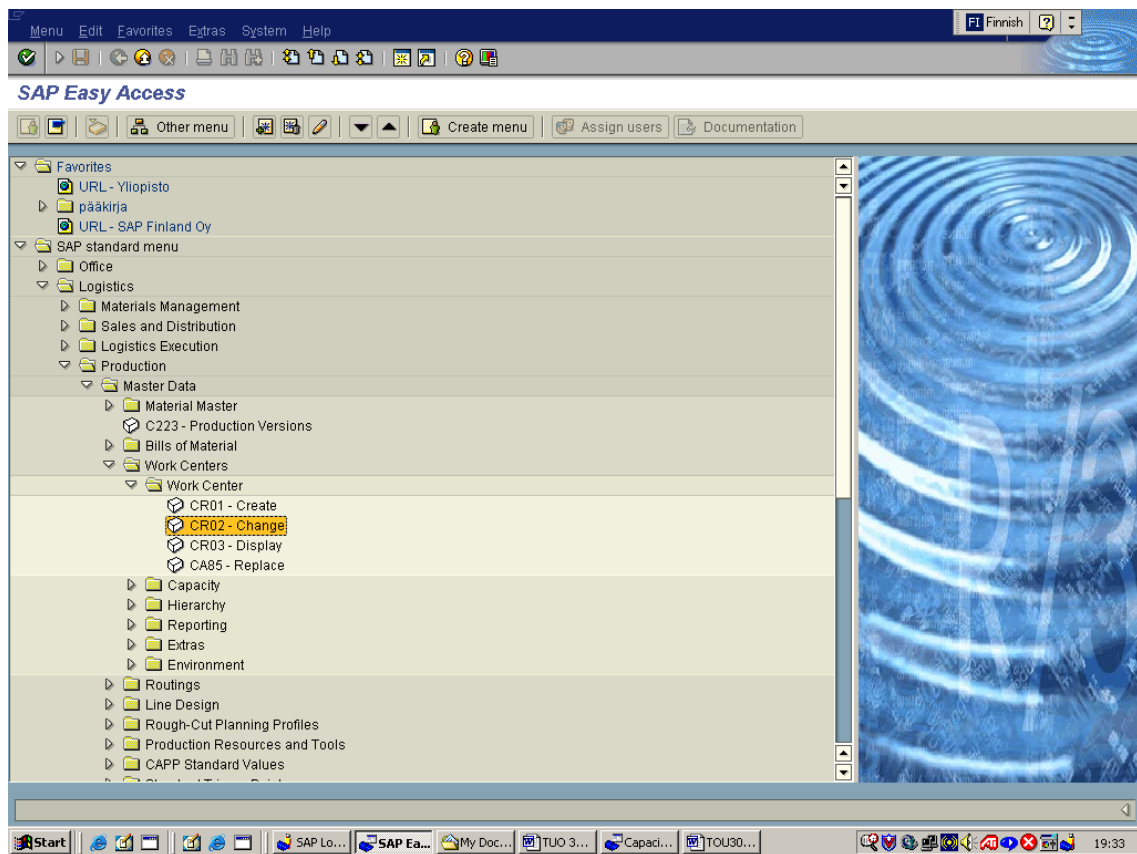 FI Finnish
Menu Edit Favorites Extras System Help
SAP Easy Access
Other menu Create menu Assign users Documentation
Favorites
URL - Yliopisto
pääkirja
URL - SAP Finland Oy
SAP standard menu
Office
Logistics
Materials Management
Sales and Distribution
Logistics Execution
Production
Master Data
Material Master
C223 - Production Versions
Bills of Material
Work Centers
Work Center
CR01 - Create
CR02 - Change
CR03 - Display
CA85 - Replace
Capacity
Hierarchy
Reporting
Extras
Environment
Routings
Line Design
Rough-Cut Planning Profiles
Production Resources and Tools
CAPP Standard Values
R/3
Start SAP Lo... SAP Ea... My Doc... TUO 3... Capaci... TOU30... 19:33